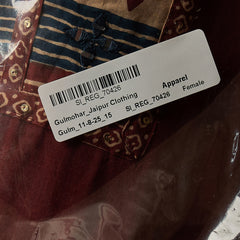 SI_REG_70426
Gulmohar_Jaipur Clothing
Apparel
Gulm_11-8-25_15
SI_REG_70426
Female